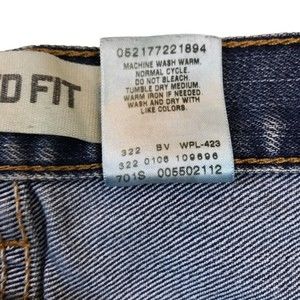 052177221894
MACHINE WASH WARM.
NORMAL CYCLE.
DO NOT BLEACH.
TUMBLE DRY MEDIUM.
WARM IRON IF NEEDED.
WASH AND DRY WITH
LIKE COLORS.
D FIT
322 BV WPL-423
322 0106 109696
701S 005502112